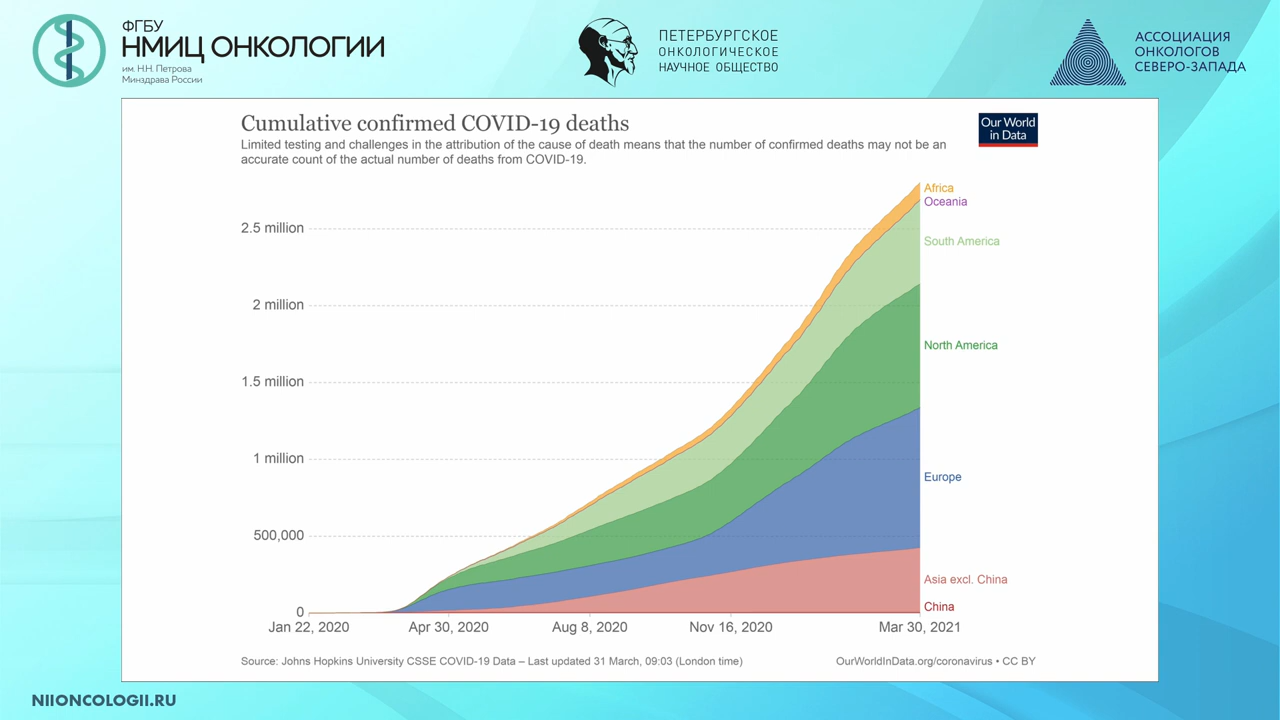 ФГБУ
НМИЦ ОНКОЛОГИИ
им. Н.Н. Петрова
Минздрава России
ПЕТЕРБУРГСКОЕ
ОНКОЛОГИЧЕСКОЕ
НАУЧНОЕ ОБЩЕСТВО
АССОЦИАЦИЯ
ОНКОЛОГОВ
СЕВЕРО-ЗАПАДА
Cumulative confirmed COVID-19 deaths
Limited testing and challenges in the attribution of the cause of death means that the number of confirmed deaths may not be an
accurate count of the actual number of deaths from COVID-19.
Our World
in Data
2.5 million
2 million
1.5 million
1 million
500,000
0
Africa
Oceania
South America
North America
Europe
Asia excl. China
China
Jan 22, 2020
Apr 30, 2020
Aug 8, 2020
Nov 16, 2020
Mar 30, 2021
Source: Johns Hopkins University CSSE COVID-19 Data – Last updated 31 March, 09:03 (London time)
OurWorldInData.org/coronavirus • CC BY
NIIONCOLOGII.RU